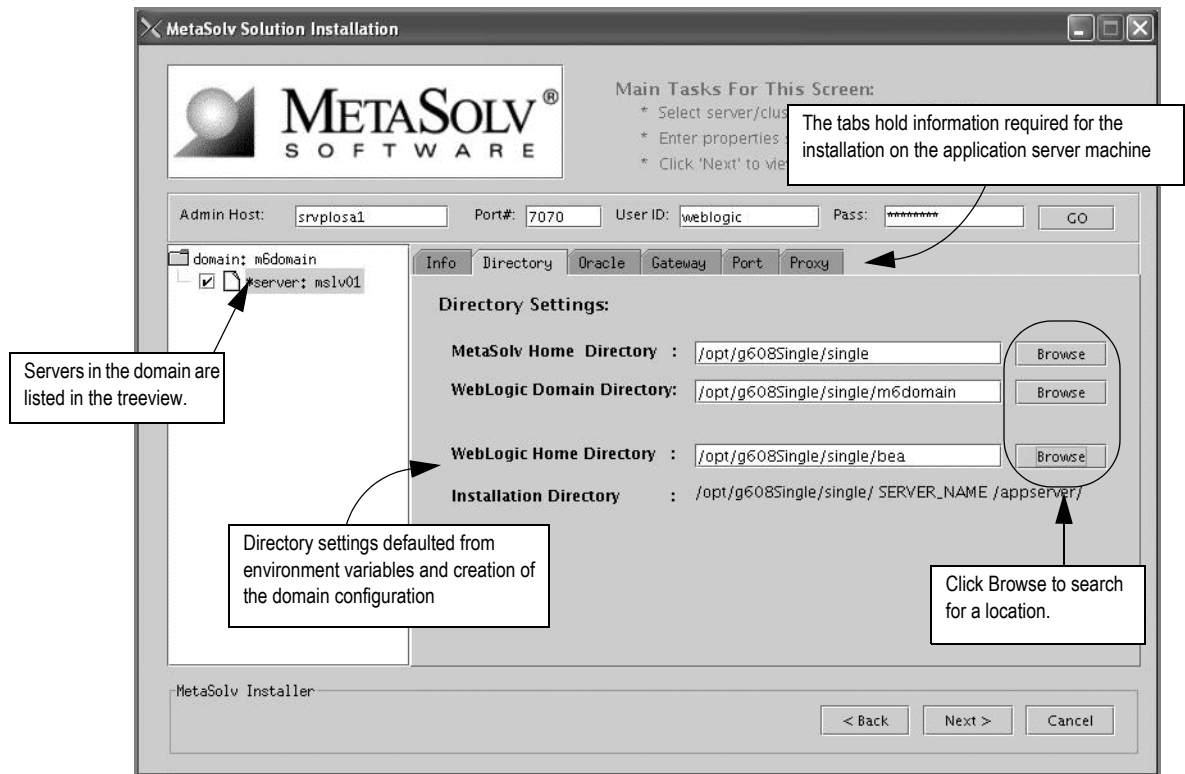 MetaSolv Solution Installation
METASOLV ®
SOFTWARE
Main Tasks For This Screen:
* Select server/clus
* Enter properties
* Click 'Next' to vie
The tabs hold information required for the
installation on the application server machine
Admin Host: srvplosa1 Port#: 7070 User ID: weblogic Pass: ******** GO
domain: m6domain
*server: mslv01
Info Directory Oracle Gateway Port Proxy
Directory Settings:
MetaSolv Home Directory : /opt/g608Single/single Browse
WebLogic Domain Directory: /opt/g608Single/single/m6domain Browse
Servers in the domain are
listed in the treeview.
WebLogic Home Directory : /opt/g608Single/single/bea Browse
Installation Directory : /opt/g608Single/single/ SERVER_NAME /appserver/
Directory settings defaulted from
environment variables and creation of
the domain configuration
Click Browse to search
for a location.
MetaSolv Installer
< Back Next > Cancel